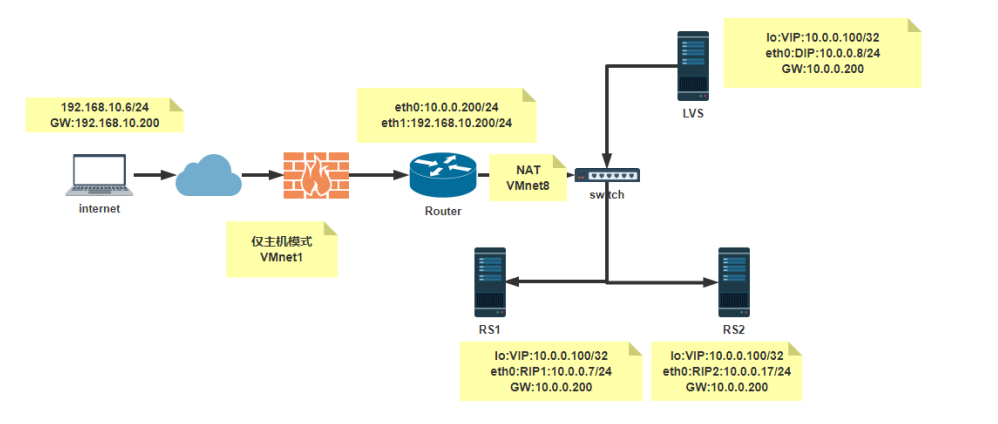 lo:VIP:10.0.0.100/32
eth0:DIP:10.0.0.8/24
GW:10.0.0.200
LVS
192.168.10.6/24
GW:192.168.10.200
eth0:10.0.0.200/24
eth1:192.168.10.200/24
internet
Router
NAT
VMnet8
switch
仅主机模式
VMnet1
RS1
RS2
lo:VIP:10.0.0.100/32
eth0:RIP1:10.0.0.7/24
GW:10.0.0.200
lo:VIP:10.0.0.100/32
eth0:RIP2:10.0.0.17/24
GW:10.0.0.200